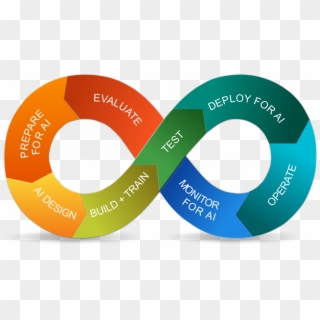 PREPARE
FOR AI
EVALUATE
AI DESIGN
BUILD + TRAIN
TEST
DEPLOY FOR AI
OPERATE
MONITOR
FOR AI